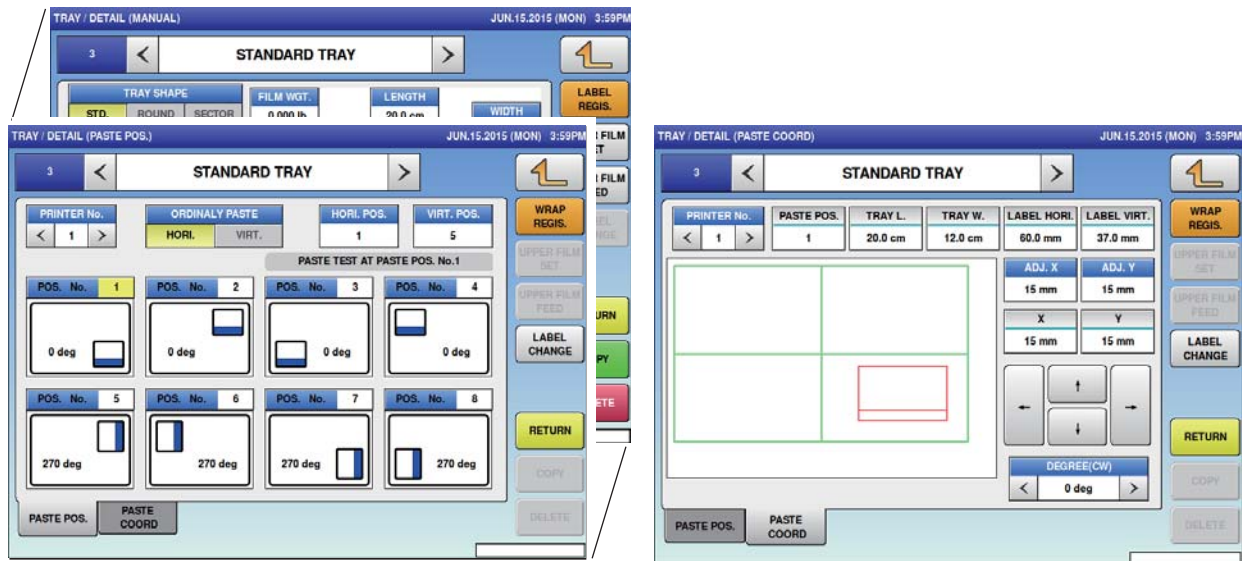 TRAY / DETAIL (MANUAL) JUN.15.2015 (MON) 3:59PM
3 < STANDARD TRAY >
TRAY SHAPE FILM WGT. LENGTH WIDTH LABEL REGIS.
STD. ROUND SECTOR 0.000 lb 20.0 cm
TRAY / DETAIL (PASTE POS.) JUN.15.2015 (MON) 3:59PM
3 < STANDARD TRAY >
PRINTER No. ORDINALY PASTE HORI. POS. VIRT. POS.
< 1 > HORI. VIRT. 1 5
PASTE TEST AT PASTE POS. No.1
POS. No. 1 POS. No. 2 POS. No. 3 POS. No. 4
0 deg 0 deg 0 deg 0 deg
POS. No. 5 POS. No. 6 POS. No. 7 POS. No. 8
270 deg 270 deg 270 deg 270 deg
WRAP REGIS.
UPPER FILM SET
UPPER FILM FEED
LABEL CHANGE
RETURN
COPY
DELETE
PASTE POS. PASTE COORD
TRAY / DETAIL (PASTE COORD) JUN.15.2015 (MON) 3:59PM
3 < STANDARD TRAY >
PRINTER No. PASTE POS. TRAY L. TRAY W. LABEL HORI. LABEL VIRT.
< 1 > 1 20.0 cm 12.0 cm 60.0 mm 37.0 mm
ADJ. X ADJ. Y
15 mm 15 mm
X Y
15 mm 15 mm
← ↑ ↓ →
DEGREE(CW)
< 0 deg >
WRAP REGIS.
UPPER FILM SET
UPPER FILM FEED
LABEL CHANGE
RETURN
COPY
DELETE
PASTE POS. PASTE COORD